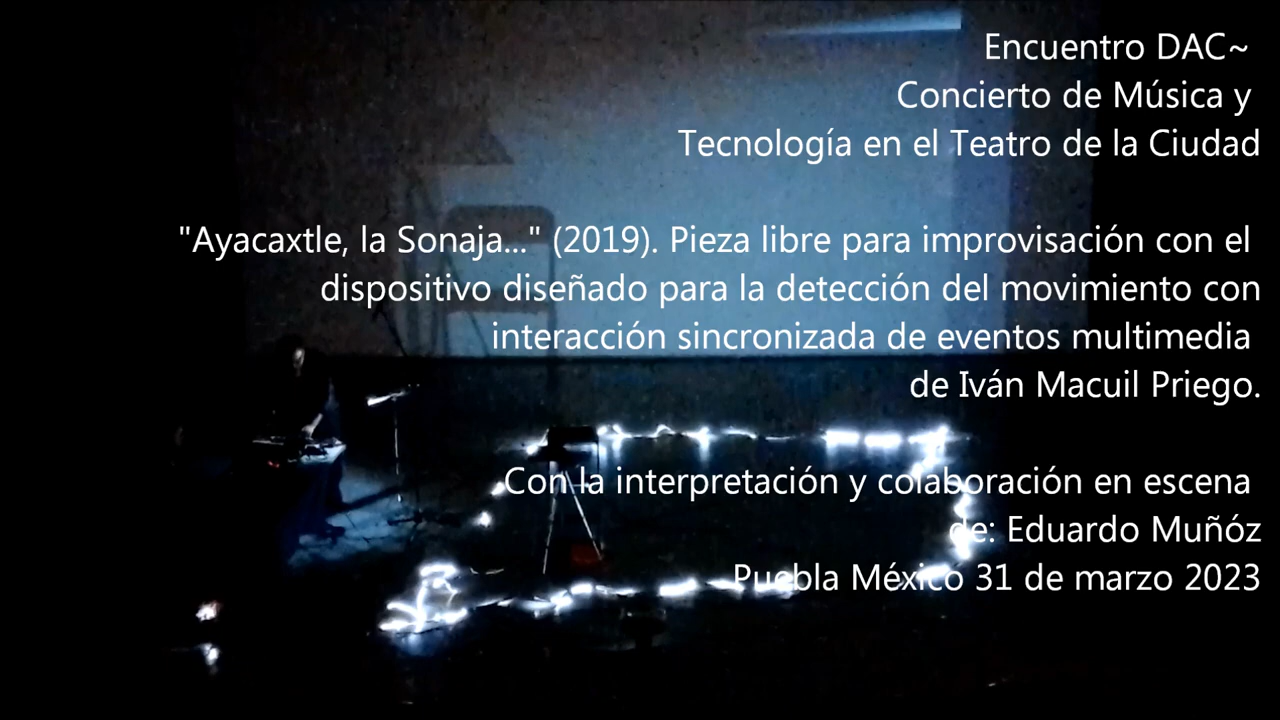 Encuentro DAC~
Concierto de Música y
Tecnología en el Teatro de la Ciudad
"Ayacaxtle, la Sonaja..." (2019). Pieza libre para improvisación con el
dispositivo diseñado para la detección del movimiento con
interacción sincronizada de eventos multimedia
de Iván Macuil Priego.
Con la interpretación y colaboración en escena
de: Eduardo Muñóz
Puebla México 31 de marzo 2023